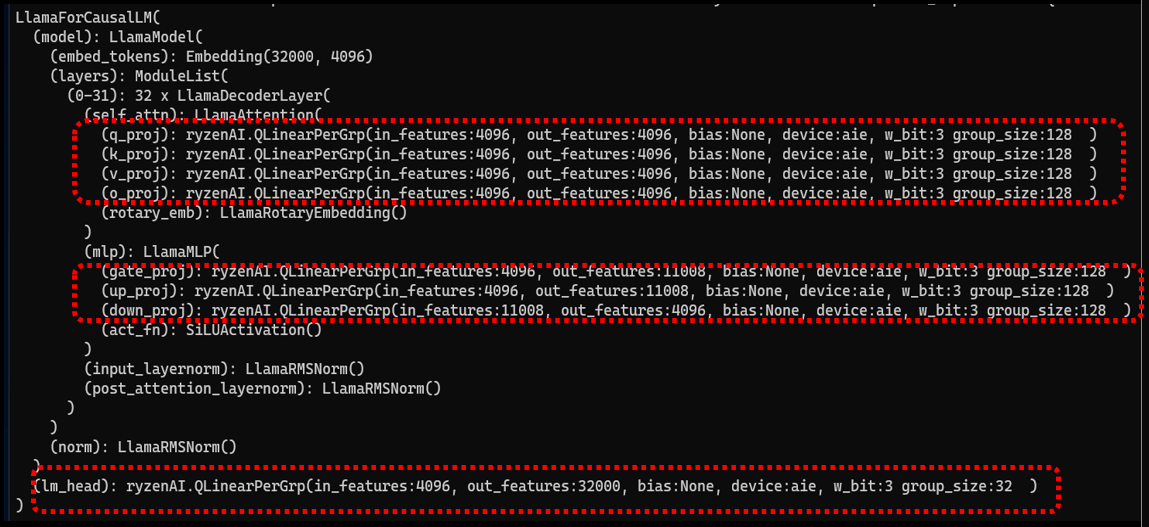 LlamaForCausalLM(
(model): LlamaModel(
(embed_tokens): Embedding(32000, 4096)
(layers): ModuleList(
(0-31): 32 x LlamaDecoderLayer(
(self_attn): LlamaAttention(
(q_proj): ryzenAI.QLinearPerGrp(in_features:4096, out_features:4096, bias:None, device:aie, w_bit:3 group_size:128 )
(k_proj): ryzenAI.QLinearPerGrp(in_features:4096, out_features:4096, bias:None, device:aie, w_bit:3 group_size:128 )
(v_proj): ryzenAI.QLinearPerGrp(in_features:4096, out_features:4096, bias:None, device:aie, w_bit:3 group_size:128 )
(o_proj): ryzenAI.QLinearPerGrp(in_features:4096, out_features:4096, bias:None, device:aie, w_bit:3 group_size:128 )
(rotary_emb): LlamaRotaryEmbedding()
)
(mlp): LlamaMLP(
(gate_proj): ryzenAI.QLinearPerGrp(in_features:4096, out_features:11008, bias:None, device:aie, w_bit:3 group_size:128 )
(up_proj): ryzenAI.QLinearPerGrp(in_features:4096, out_features:11008, bias:None, device:aie, w_bit:3 group_size:128 )
(down_proj): ryzenAI.QLinearPerGrp(in_features:11008, out_features:4096, bias:None, device:aie, w_bit:3 group_size:128 )
(act_fn): SiLUActivation()
)
(input_layernorm): LlamaRMSNorm()
(post_attention_layernorm): LlamaRMSNorm()
)
)
(norm): LlamaRMSNorm()
)
(lm_head): ryzenAI.QLinearPerGrp(in_features:4096, out_features:32000, bias:None, device:aie, w_bit:3 group_size:32 )
)